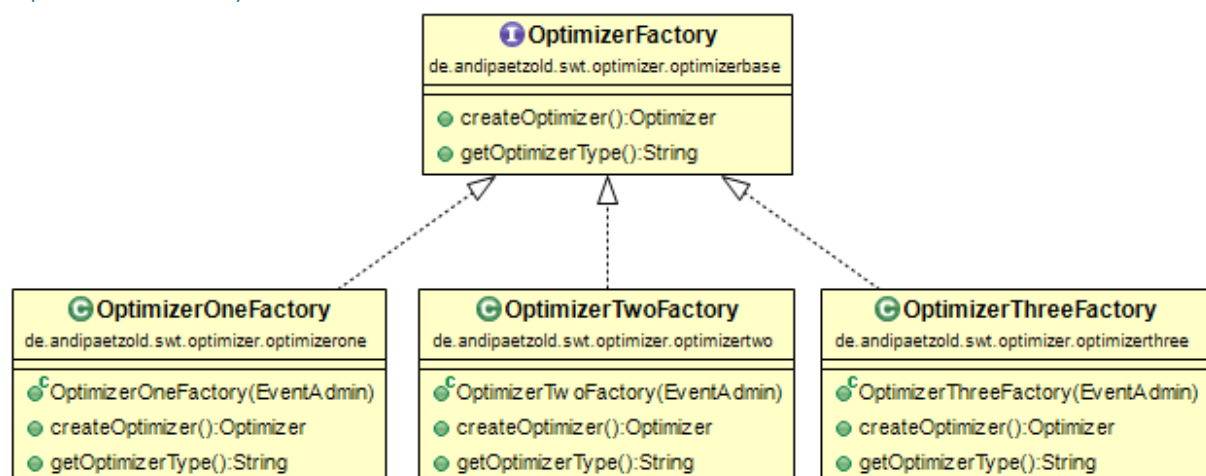 I OptimizerFactory
de.andipaetzold.swt.optimizer.optimizerbase
createOptimizer():Optimizer
getOptimizerType():String
C OptimizerOneFactory
de.andipaetzold.swt.optimizer.optimizerone
C OptimizerOneFactory(EventAdmin)
createOptimizer():Optimizer
getOptimizerType():String
C OptimizerTwoFactory
de.andipaetzold.swt.optimizer.optimizertwo
C OptimizerTwoFactory(EventAdmin)
createOptimizer():Optimizer
getOptimizerType():String
C OptimizerThreeFactory
de.andipaetzold.swt.optimizer.optimizerthree
C OptimizerThreeFactory(EventAdmin)
createOptimizer():Optimizer
getOptimizerType():String